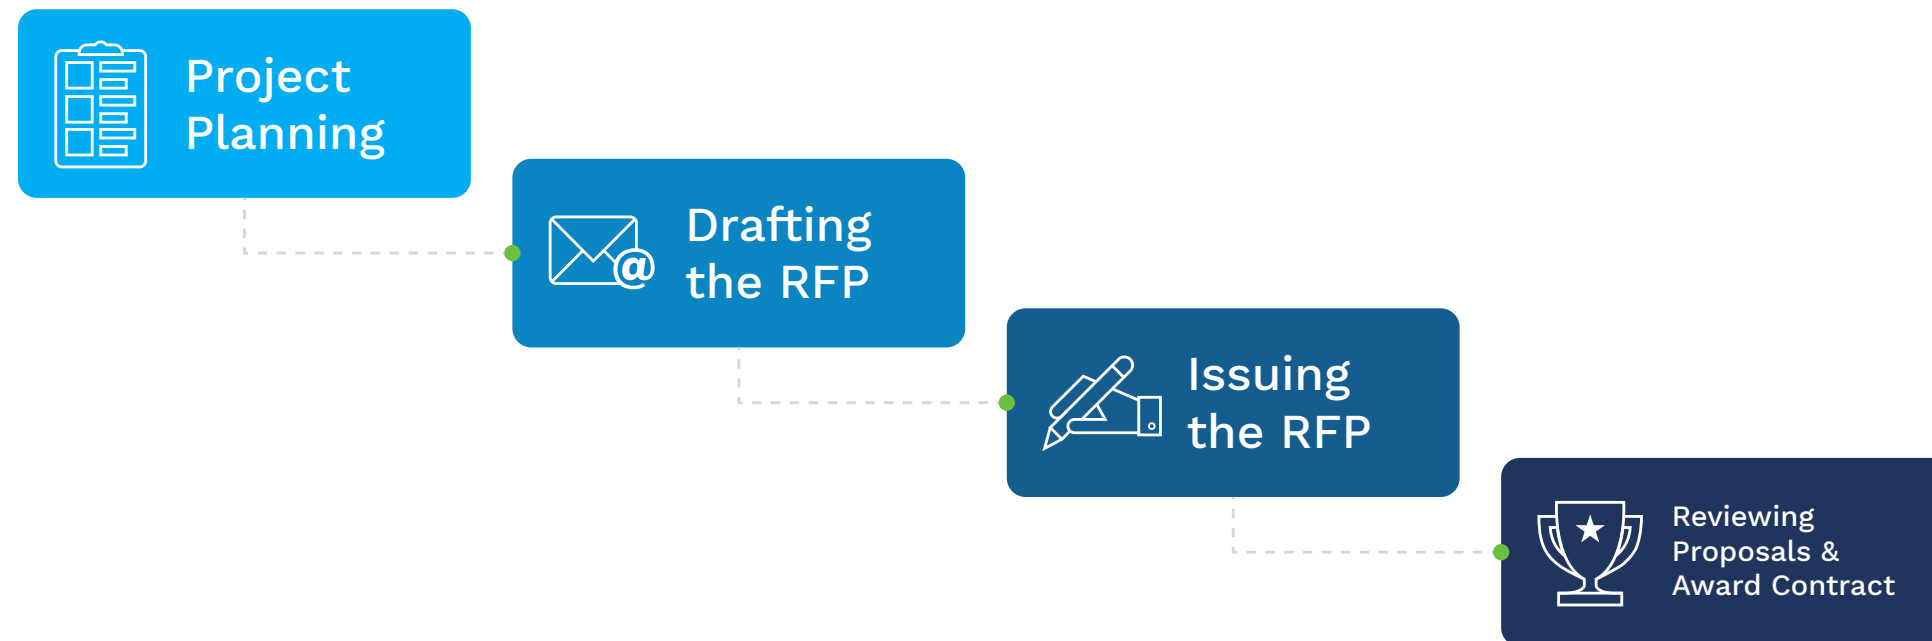 Project
Planning
@
Drafting
the RFP
Issuing
the RFP
Reviewing
Proposals &
Award Contract